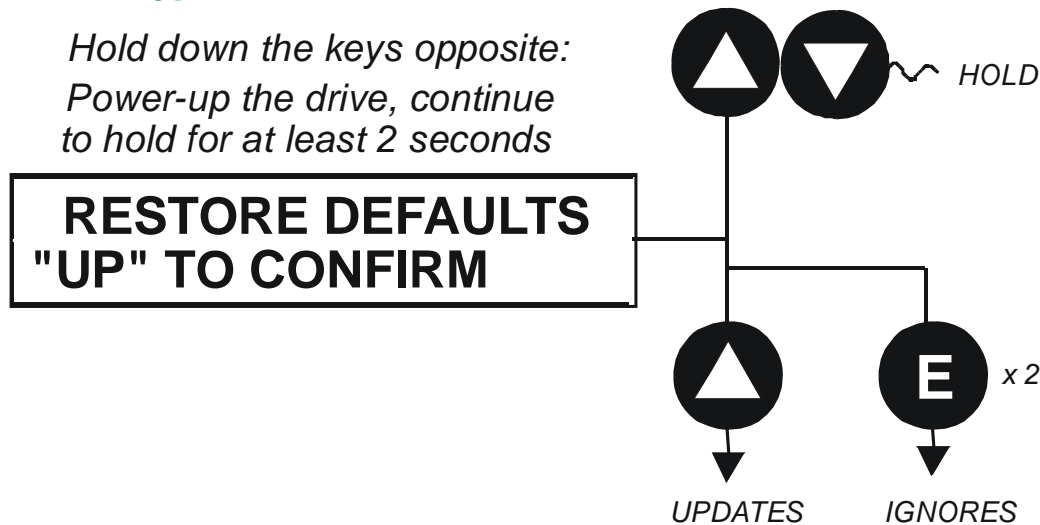 Hold down the keys opposite:
HOLD
Power-up the drive, continue
to hold for at least 2 seconds
RESTORE DEFAULTS
"UP" TO CONFIRM
E
x 2
UPDATES
IGNORES